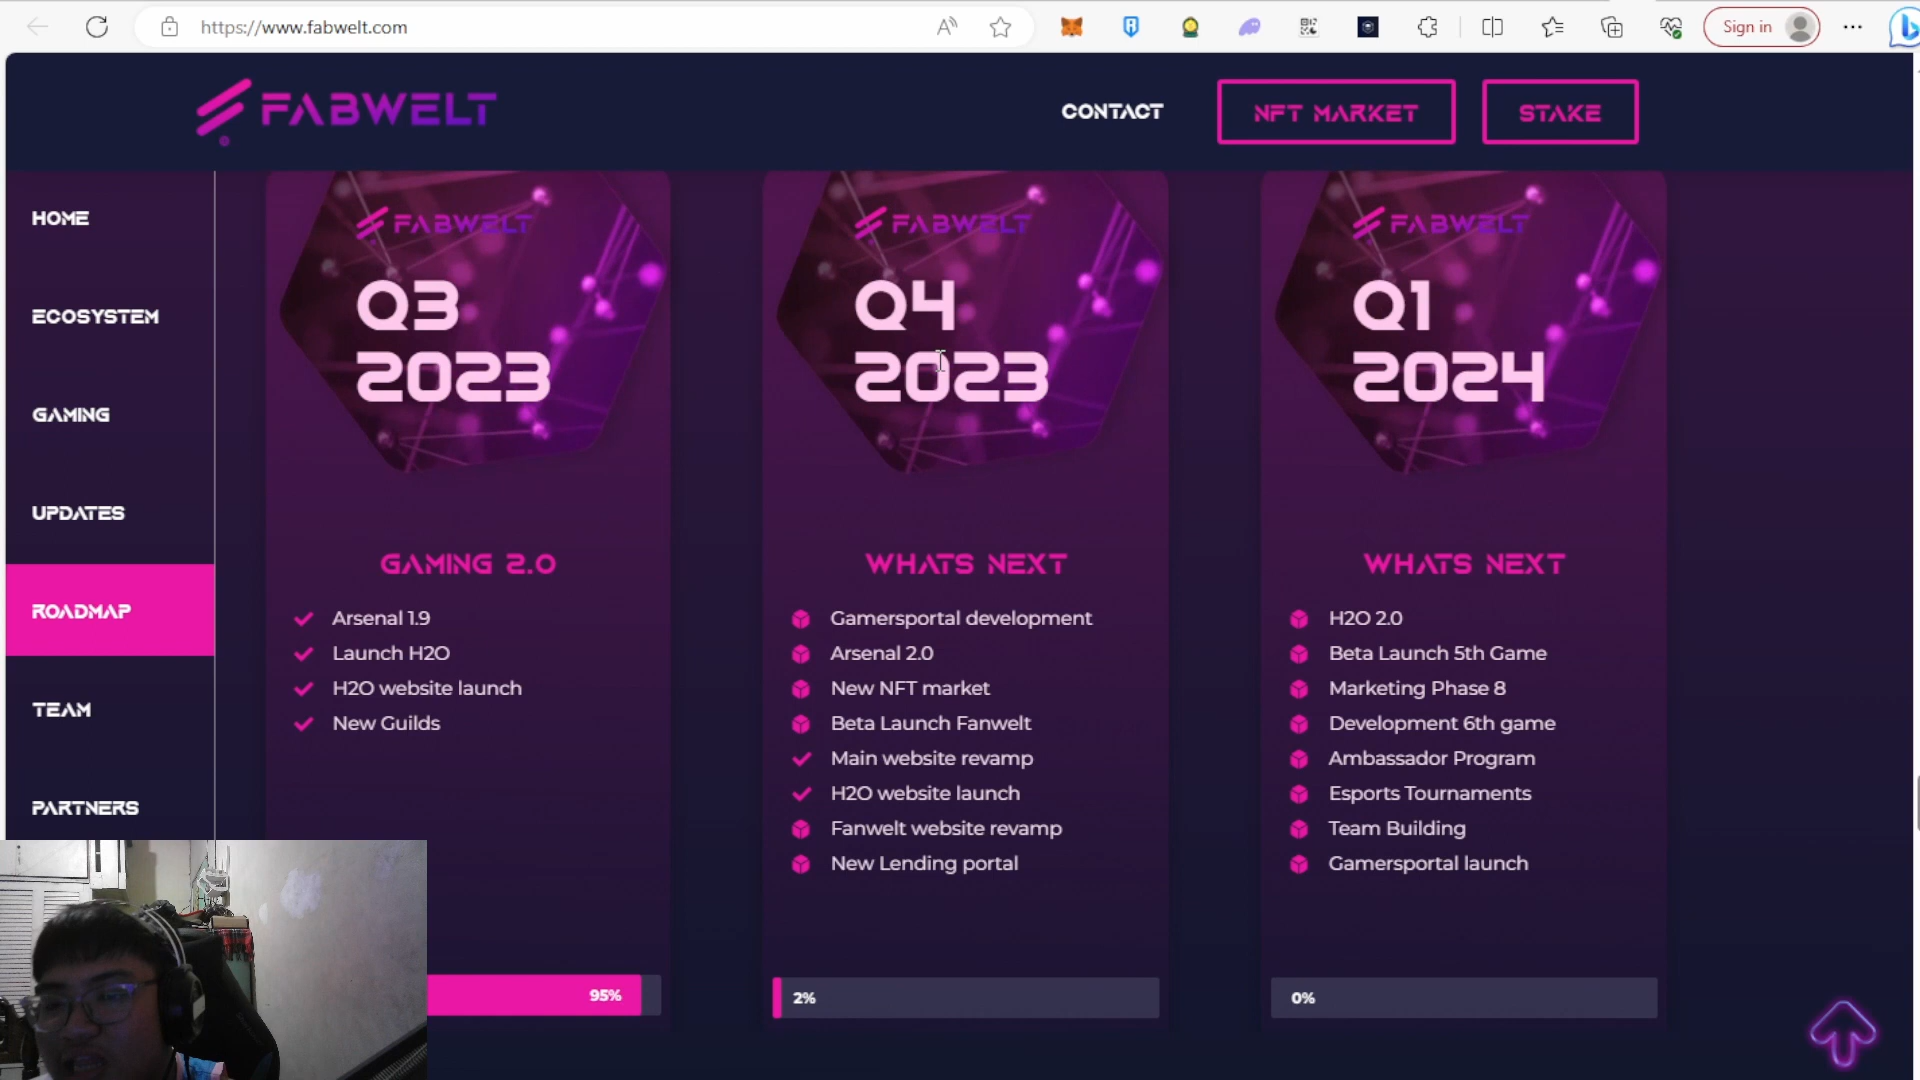 https://www.fabwelt.com
Sign in
FABWELT
CONTACT
NFT MARKET
STAKE
HOME
ECOSYSTEM
GAMING
UPDATES
ROADMAP
TEAM
PARTNERS
FABWELT
Q3
2023
GAMING 2.0
Arsenal 1.9
Launch H2O
H2O website launch
New Guilds
95%
FABWELT
Q4
2023
WHATS NEXT
Gamersportal development
Arsenal 2.0
New NFT market
Beta Launch Fanwelt
Main website revamp
H2O website launch
Fanwelt website revamp
New Lending portal
2%
FABWELT
Q1
2024
WHATS NEXT
H2O 2.0
Beta Launch 5th Game
Marketing Phase 8
Development 6th game
Ambassador Program
Esports Tournaments
Team Building
Gamersportal launch
0%